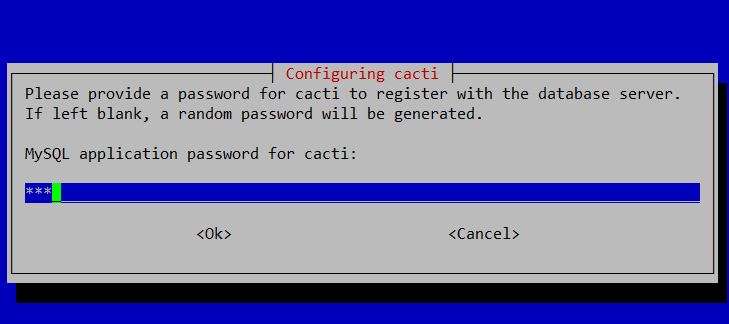 Configuring cacti
Please provide a password for cacti to register with the database server.
If left blank, a random password will be generated.
MySQL application password for cacti:
***
<Ok> <Cancel>